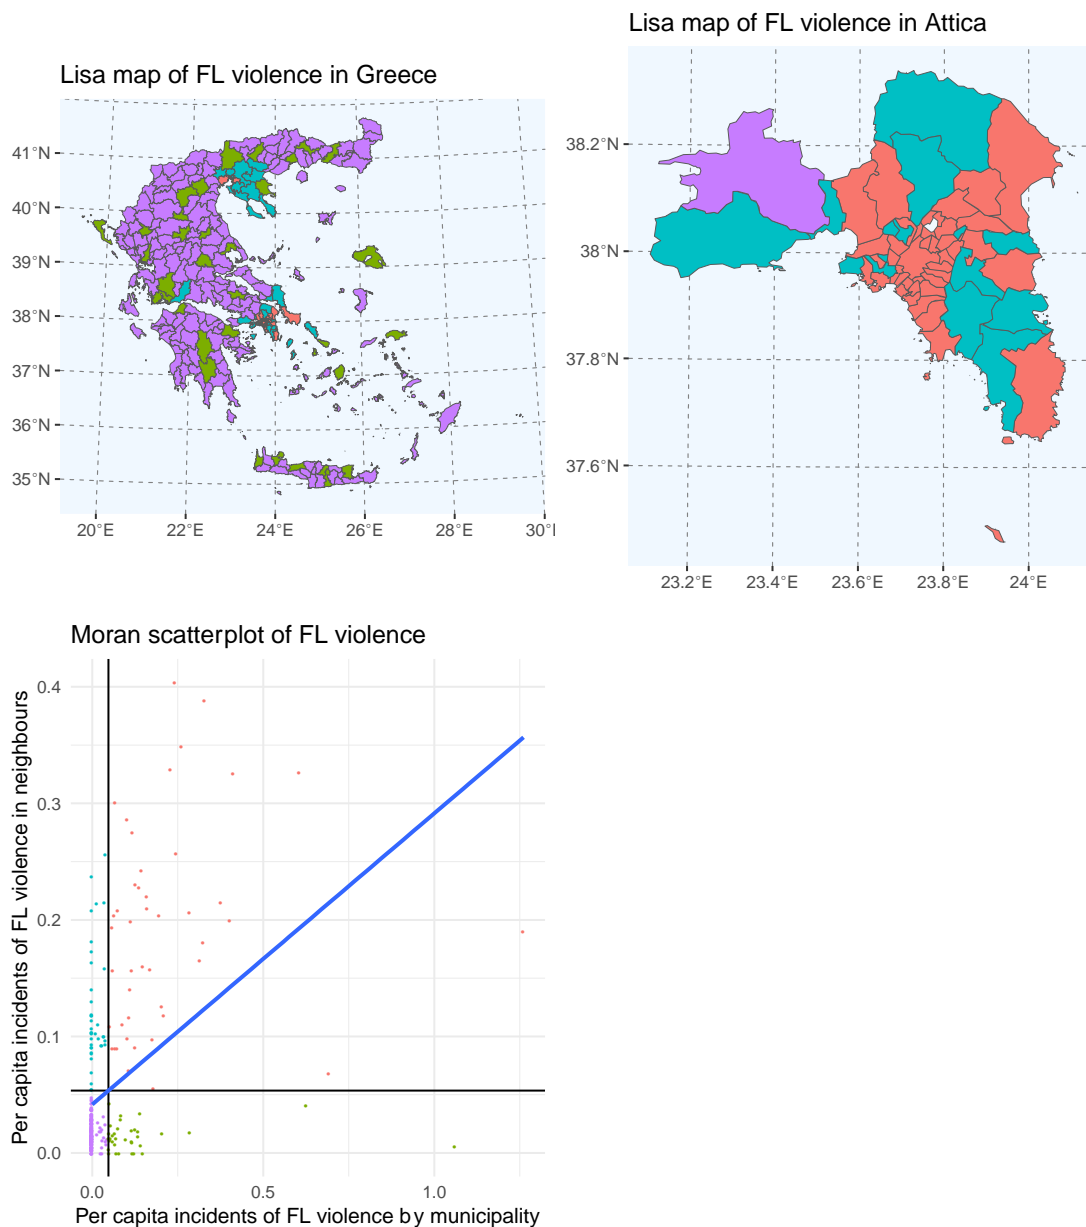 Lisa map of FL violence in Greece
41°N
40°N
39°N
38°N
37°N
36°N
35°N
20°E 22°E 24°E 26°E 28°E 30°E
Lisa map of FL violence in Attica
38.2°N
38°N
37.8°N
37.6°N
23.2°E 23.4°E 23.6°E 23.8°E 24°E
Moran scatterplot of FL violence
Per capita incidents of FL violence in neighbours
0.4
0.3
0.2
0.1
0.0
0.0 0.5 1.0
Per capita incidents of FL violence by municipality